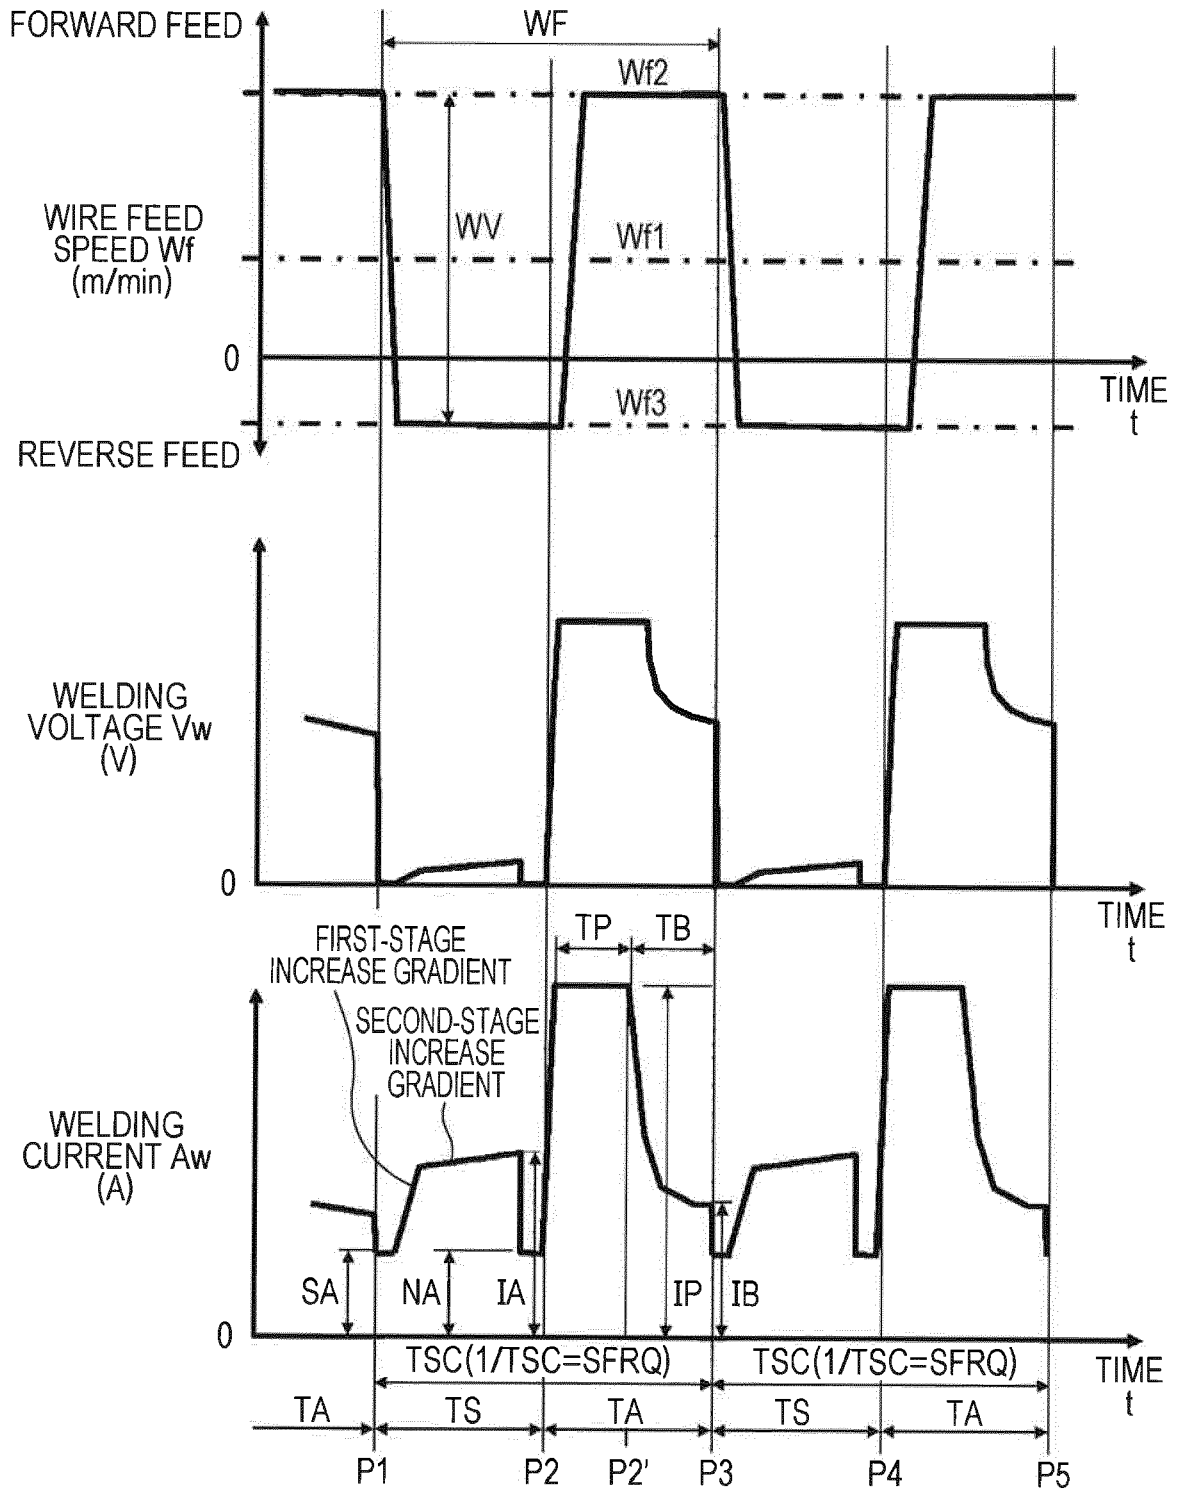 FORWARD FEED
WF
Wf2
WIRE FEED
SPEED Wf
(m/min)
WV
Wf1
0
TIME
t
Wf3
REVERSE FEED
WELDING
VOLTAGE Vw
(V)
0
TIME
t
TP
TB
FIRST-STAGE
INCREASE GRADIENT
SECOND-STAGE
INCREASE
GRADIENT
WELDING
CURRENT Aw
(A)
SA
NA
IA
IP
IB
0
TIME
t
TSC(1/TSC=SFRQ)
TSC(1/TSC=SFRQ)
TA
TS
TA
TS
TA
P1
P2
P2'
P3
P4
P5